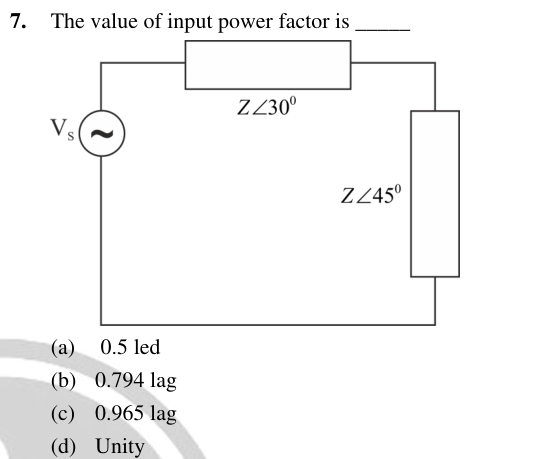 7. The value of input power factor is _____
Z∠30⁰
Vₛ
~
Z∠45⁰
(a) 0.5 led
(b) 0.794 lag
(c) 0.965 lag
(d) Unity